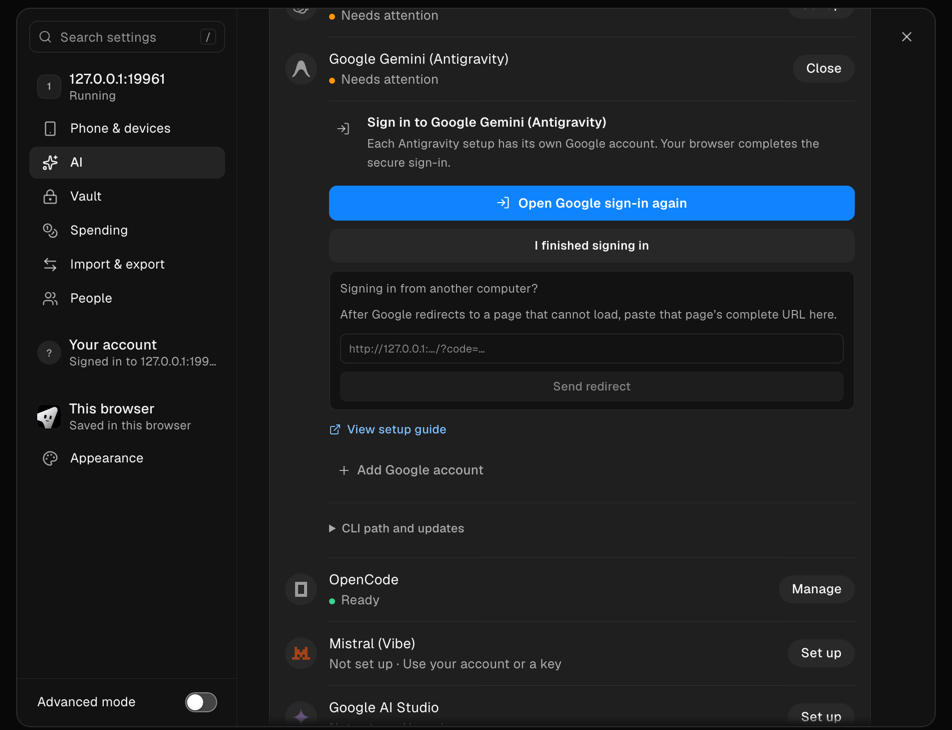 Search settings
/
1
127.0.0.1:19961
Running
Phone & devices
AI
Vault
Spending
Import & export
People
?
Your account
Signed in to 127.0.0.1:199…
This browser
Saved in this browser
Appearance
Advanced mode
Needs attention
Google Gemini (Antigravity)
Needs attention
Close
Sign in to Google Gemini (Antigravity)
Each Antigravity setup has its own Google account. Your browser completes the
secure sign-in.
Open Google sign-in again
I finished signing in
Signing in from another computer?
After Google redirects to a page that cannot load, paste that page's complete URL here.
http://127.0.0.1:…/?code=…
Send redirect
View setup guide
Add Google account
CLI path and updates
OpenCode
Ready
Manage
Mistral (Vibe)
Not set up · Use your account or a key
Set up
Google AI Studio
Set up